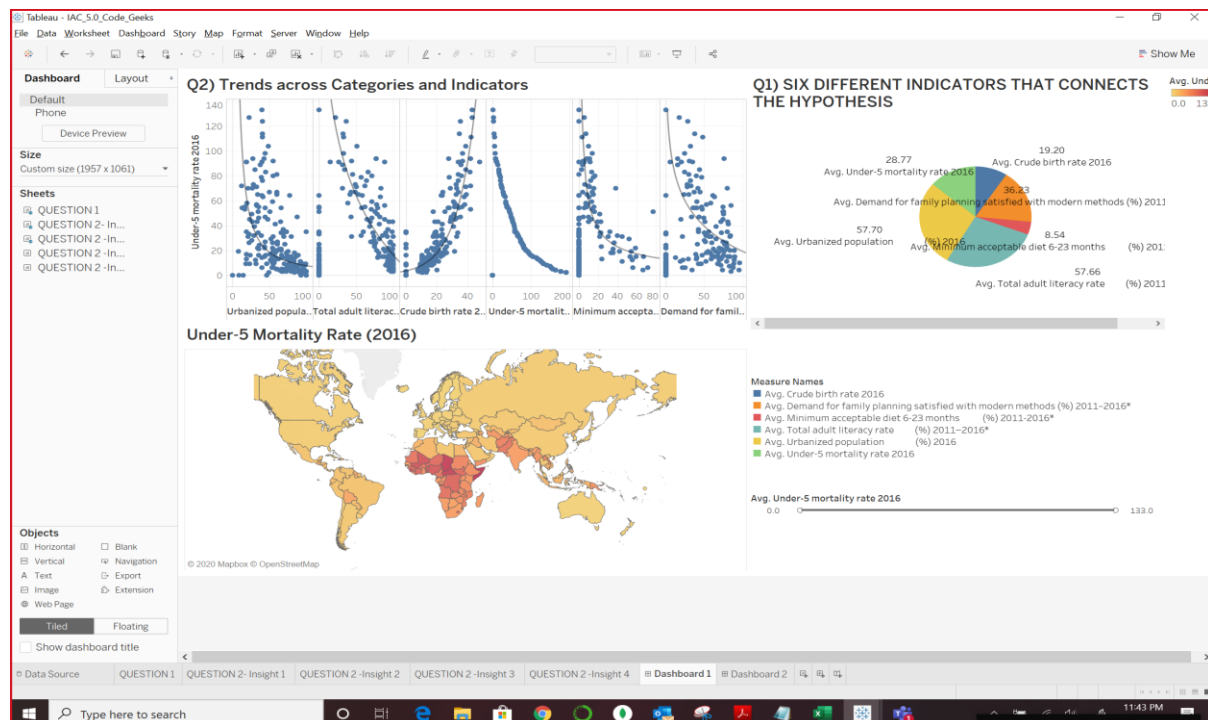 Tableau - IAC_5.0_Code_Geeks
File Data Worksheet Dashboard Story Map Format Server Window Help
Show Me
Dashboard Layout
Default
Phone
Device Preview
Size
Custom size (1957 x 1061)
Sheets
QUESTION 1
QUESTION 2- In...
QUESTION 2 -In...
QUESTION 2 -In...
QUESTION 2 -In...
Objects
Horizontal Blank
Vertical Navigation
A Text Export
Image Extension
Web Page
Tiled Floating
Show dashboard title
Q2) Trends across Categories and Indicators
Under-5 mortality rate 2016
140
120
100
80
60
40
20
0
0 50 100 0 50 100 0 20 40 0 100 200 0 20 40 60 80 0 50 100
Urbanized popula.. Total adult literac.. Crude birth rate 2.. Under-5 mortalit.. Minimum accepta.. Demand for famil..
Q1) SIX DIFFERENT INDICATORS THAT CONNECTS
THE HYPOTHESIS
Avg. Und
0.0 13
19.20
Avg. Crude birth rate 2016
28.77
Avg. Under-5 mortality rate 2016
36.23
Avg. Demand for family planning satisfied with modern methods (%) 2011
57.70
Avg. Urbanized population (%) 2016
8.54
Avg. Minimum acceptable diet 6-23 months (%) 201
57.66
Avg. Total adult literacy rate (%) 2011
Under-5 Mortality Rate (2016)
© 2020 Mapbox © OpenStreetMap
Measure Names
Avg. Crude birth rate 2016
Avg. Demand for family planning satisfied with modern methods (%) 2011–2016*
Avg. Minimum acceptable diet 6-23 months (%) 2011-2016*
Avg. Total adult literacy rate (%) 2011–2016*
Avg. Urbanized population (%) 2016
Avg. Under-5 mortality rate 2016
Avg. Under-5 mortality rate 2016
0.0 133.0
Data Source QUESTION 1 QUESTION 2- Insight 1 QUESTION 2 -Insight 2 QUESTION 2 -Insight 3 QUESTION 2 -Insight 4 Dashboard 1 Dashboard 2
Type here to search
11:43 PM